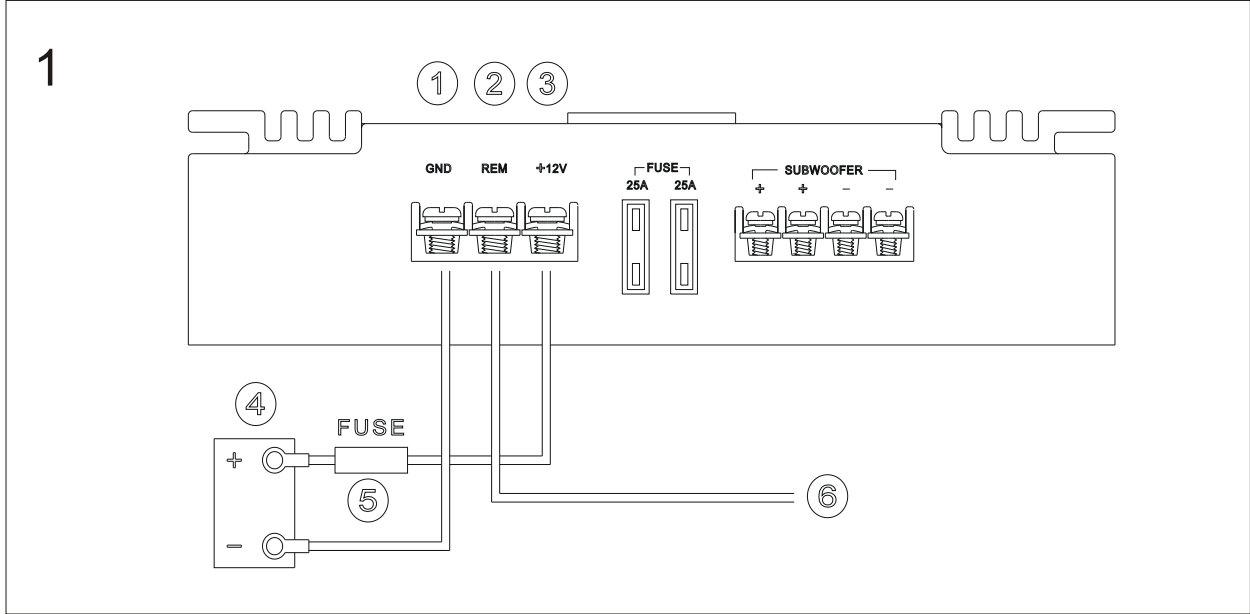 1
① ② ③
GND REM +12V
FUSE
25A 25A
SUBWOOFER
+ + − −
④
FUSE
+
⑤
⑥
−